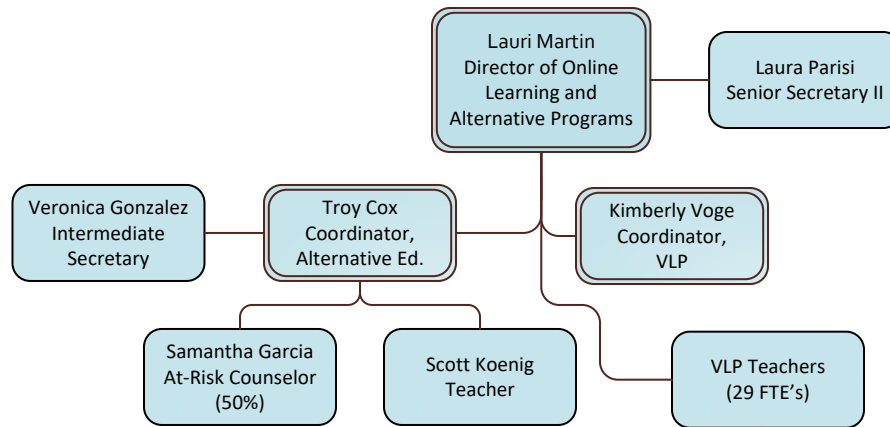 Lauri Martin
Director of Online
Learning and
Alternative Programs
Laura Parisi
Senior Secretary II
Veronica Gonzalez
Intermediate
Secretary
Troy Cox
Coordinator,
Alternative Ed.
Kimberly Voge
Coordinator,
VLP
Samantha Garcia
At-Risk Counselor
(50%)
Scott Koenig
Teacher
VLP Teachers
(29 FTE’s)